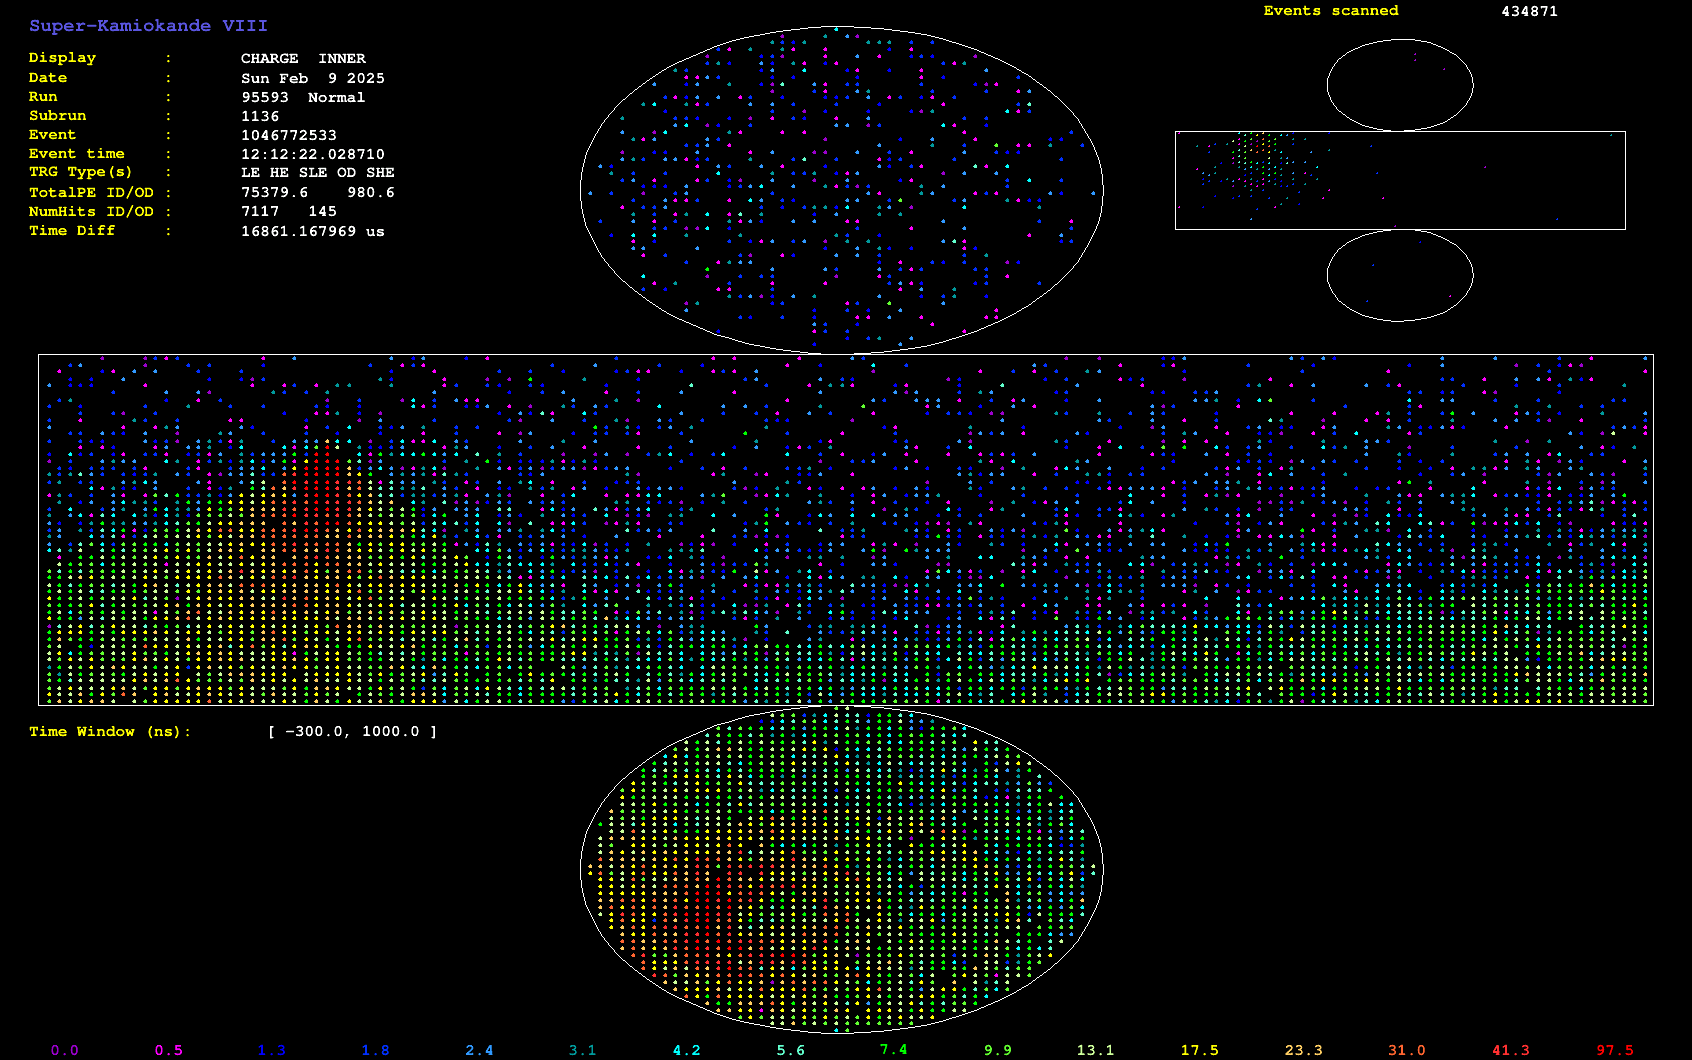 Super-Kamiokande VIII
Display : CHARGE INNER
Date : Sun Feb 9 2025
Run : 95593 Normal
Subrun : 1136
Event : 1046772533
Event time : 12:12:22.028710
TRG Type(s) : LE HE SLE OD SHE
TotalPE ID/OD : 75379.6 980.6
NumHits ID/OD : 7117 145
Time Diff : 16861.167969 us
Events scanned 434871
Time Window (ns): [ -300.0, 1000.0 ]
0.0 0.5 1.3 1.8 2.4 3.1 4.2 5.6 7.4 9.9 13.1 17.5 23.3 31.0 41.3 97.5